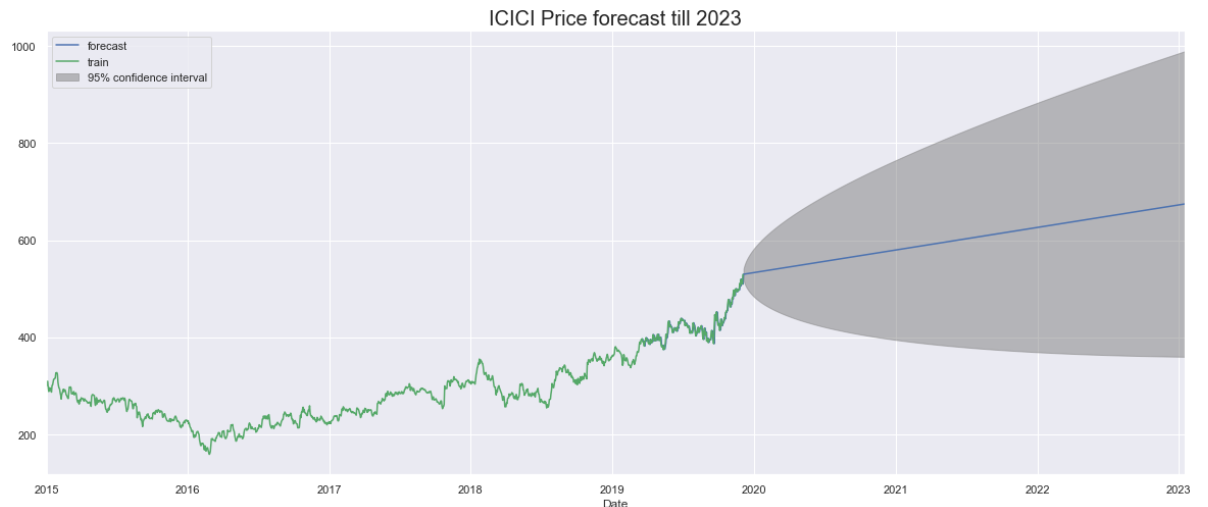 ICICI Price forecast till 2023
forecast
train
95% confidence interval
1000
800
600
400
200
2015 2016 2017 2018 2019 2020 2021 2022 2023
Date